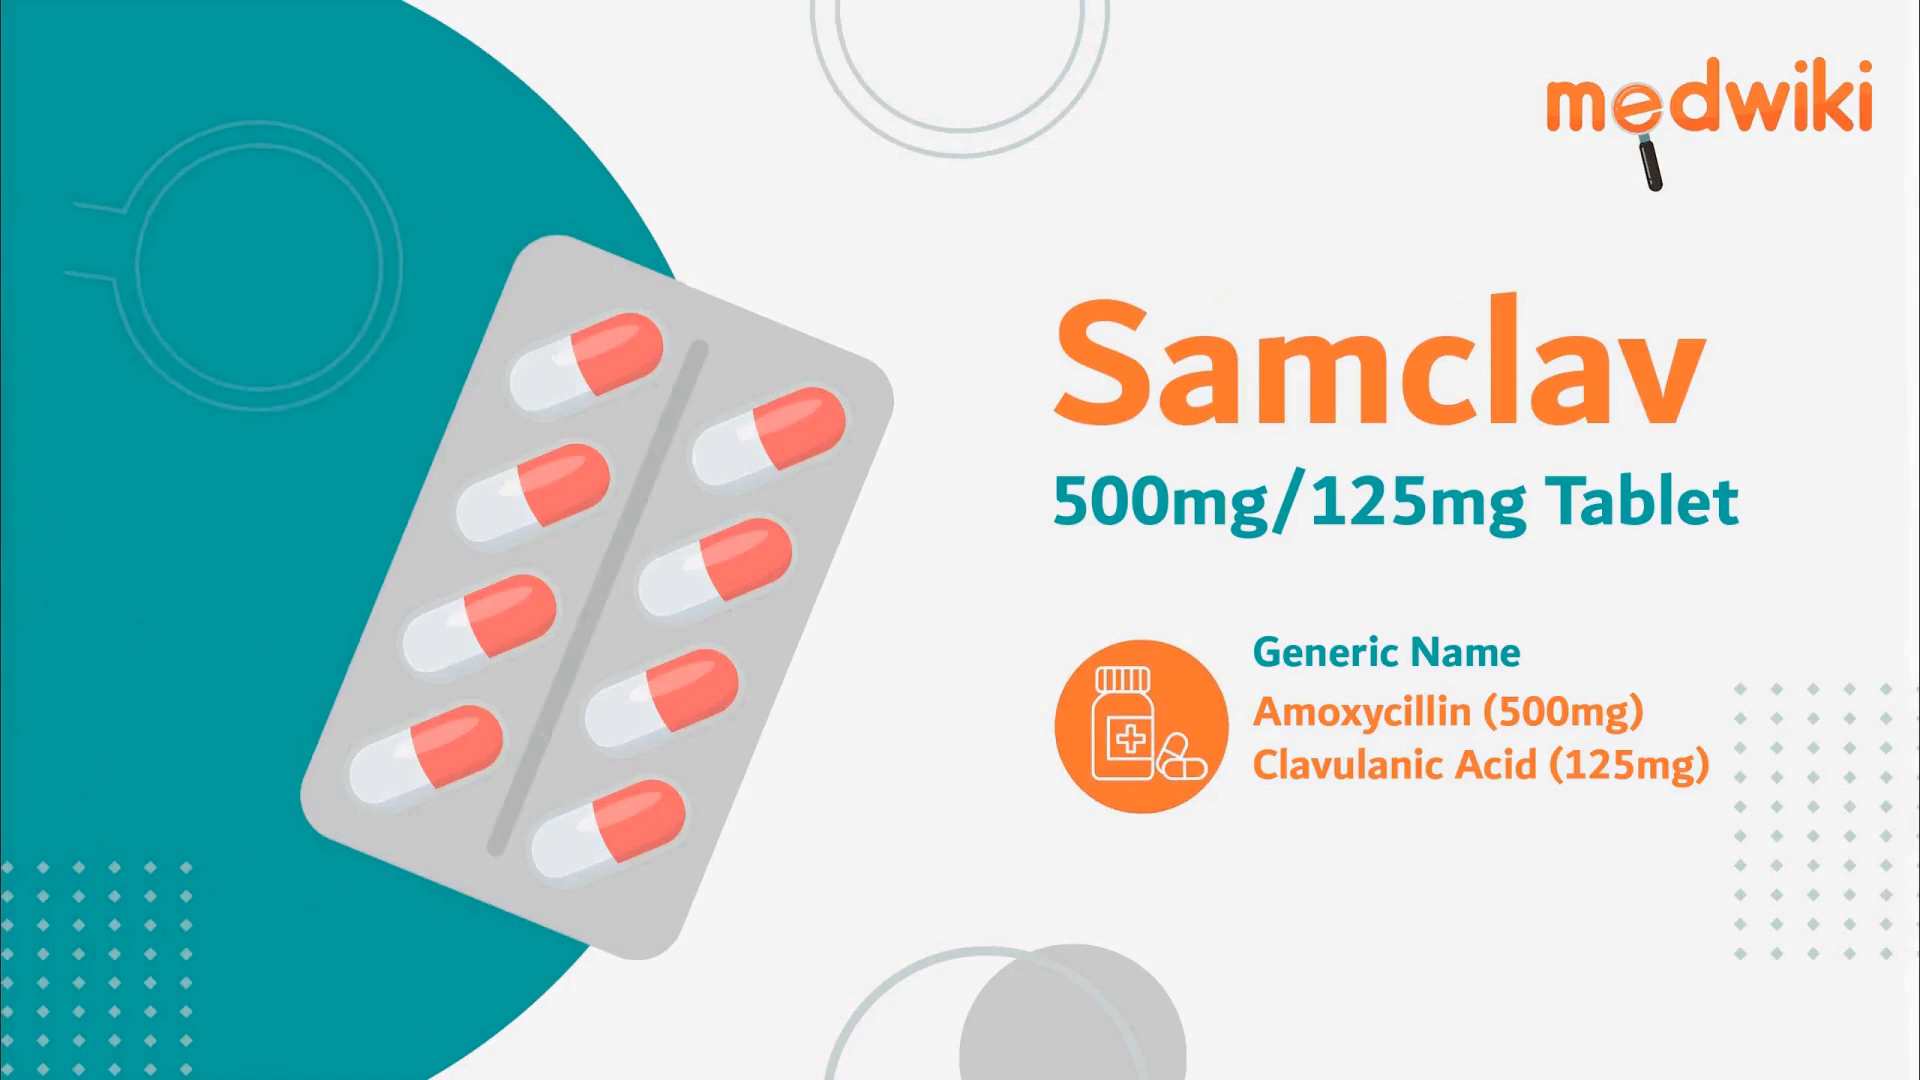 medwiki
Samclav
500mg/125mg Tablet
Generic Name
Amoxycillin (500mg)
Clavulanic Acid (125mg)